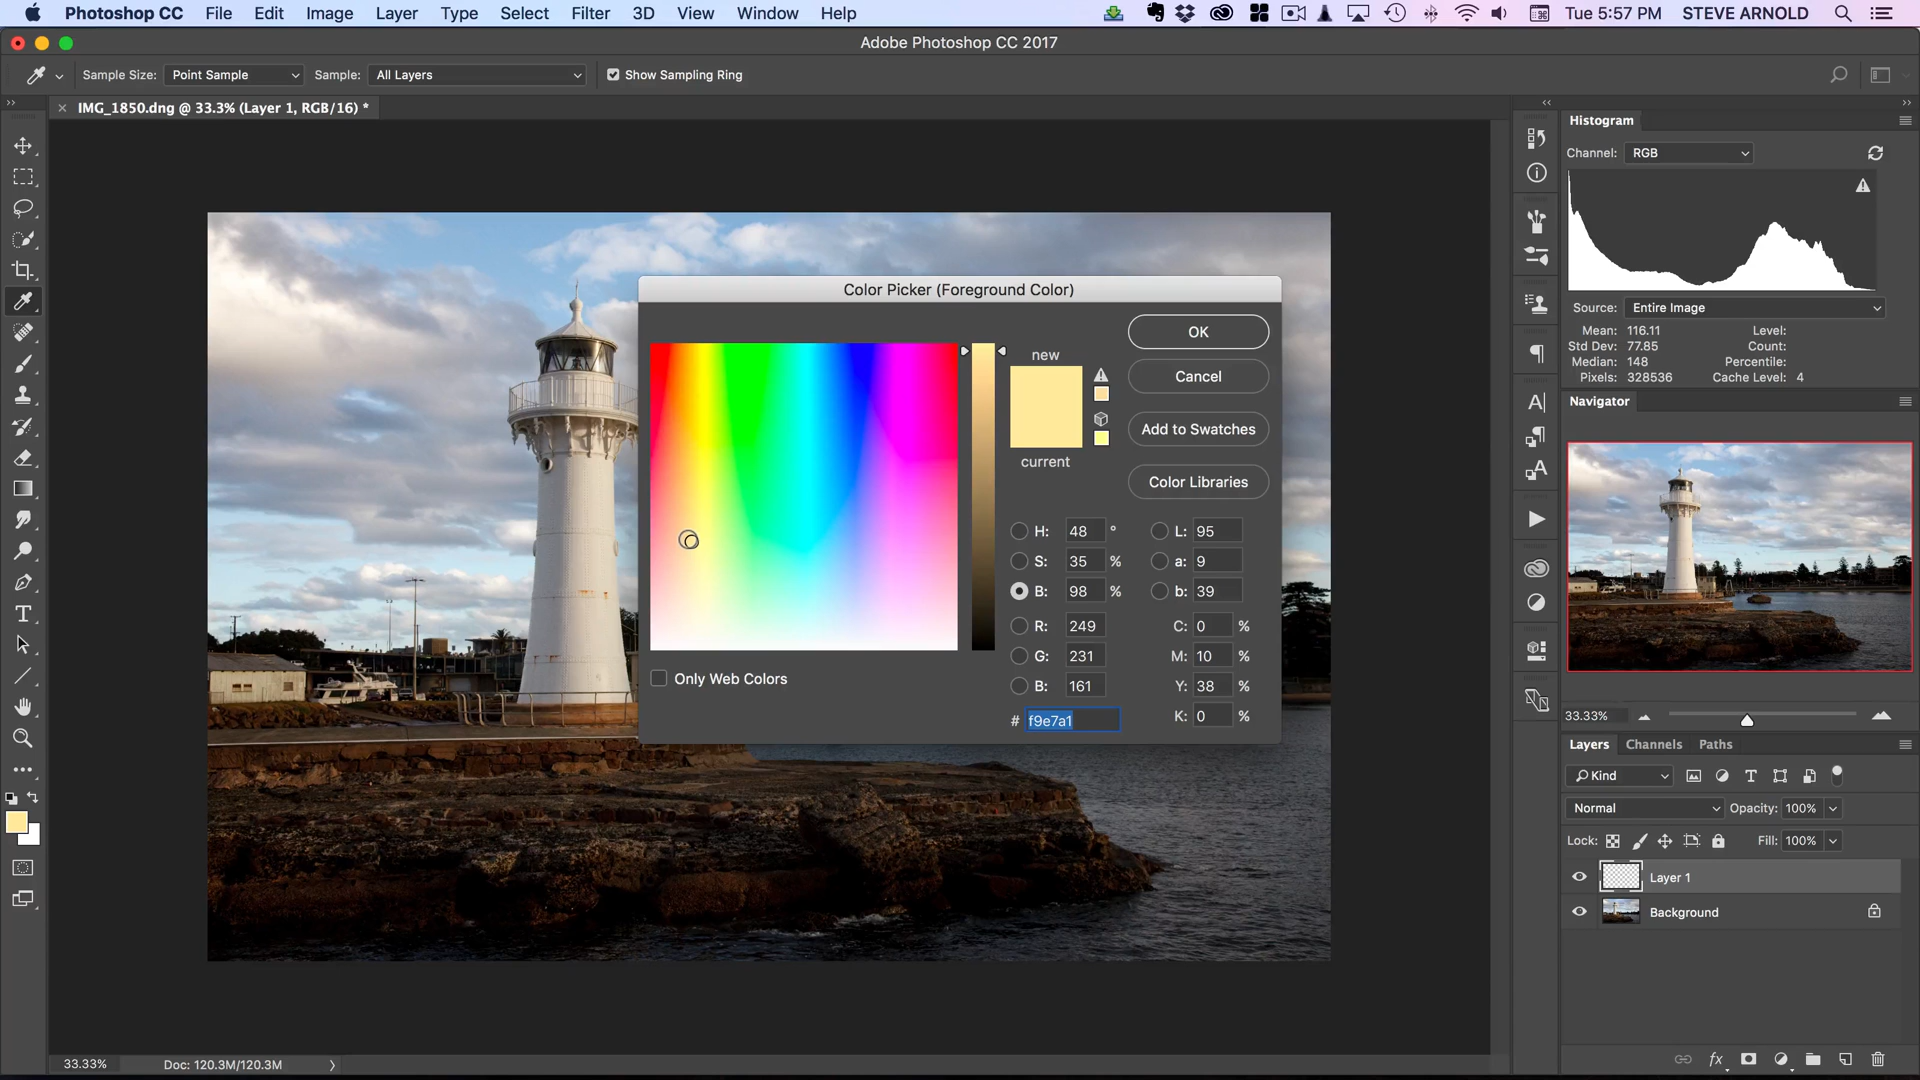 Photoshop CC File Edit Image Layer Type Select Filter 3D View Window Help Tue 5:57 PM STEVE ARNOLD
Adobe Photoshop CC 2017
Sample Size: Point Sample Sample: All Layers Show Sampling Ring
IMG_1850.dng @ 33.3% (Layer 1, RGB/16) *
Histogram
Channel: RGB
Source: Entire Image
Mean: 116.11 Level:
Std Dev: 77.85 Count:
Median: 148 Percentile:
Pixels: 328536 Cache Level: 4
Navigator
Color Picker (Foreground Color)
new
current
OK
Cancel
Add to Swatches
Color Libraries
H: 48 ° L: 95
S: 35 % a: 9
B: 98 % b: 39
R: 249 C: 0 %
G: 231 M: 10 %
B: 161 Y: 38 %
# f9e7a1 K: 0 %
Only Web Colors
33.33%
Layers Channels Paths
Kind
Normal Opacity: 100%
Lock: Fill: 100%
Layer 1
Background
fx
33.33% Doc: 120.3M/120.3M